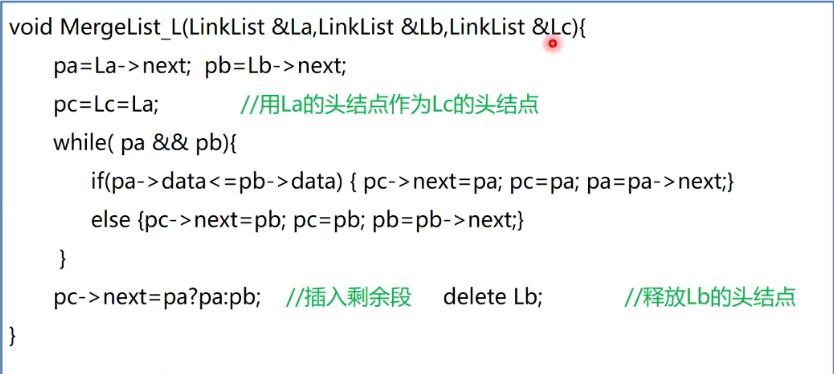 void MergeList_L(LinkList &La,LinkList &Lb,LinkList &Lc){
pa=La->next; pb=Lb->next;
pc=Lc=La; //用La的头结点作为Lc的头结点
while( pa && pb){
if(pa->data<=pb->data) { pc->next=pa; pc=pa; pa=pa->next;}
else {pc->next=pb; pc=pb; pb=pb->next;}
}
pc->next=pa?pa:pb; //插入剩余段 delete Lb; //释放Lb的头结点
}